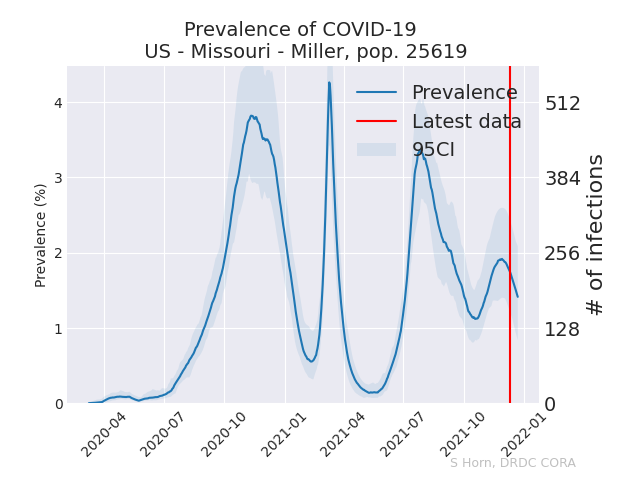 Prevalence of COVID-19
US - Missouri - Miller, pop. 25619
Prevalence
Latest data
95CI
Prevalence (%)
4
3
2
1
0
512
384
256
128
0
# of infections
2020-04
2020-07
2020-10
2021-01
2021-04
2021-07
2021-10
2022-01
S Horn, DRDC CORA